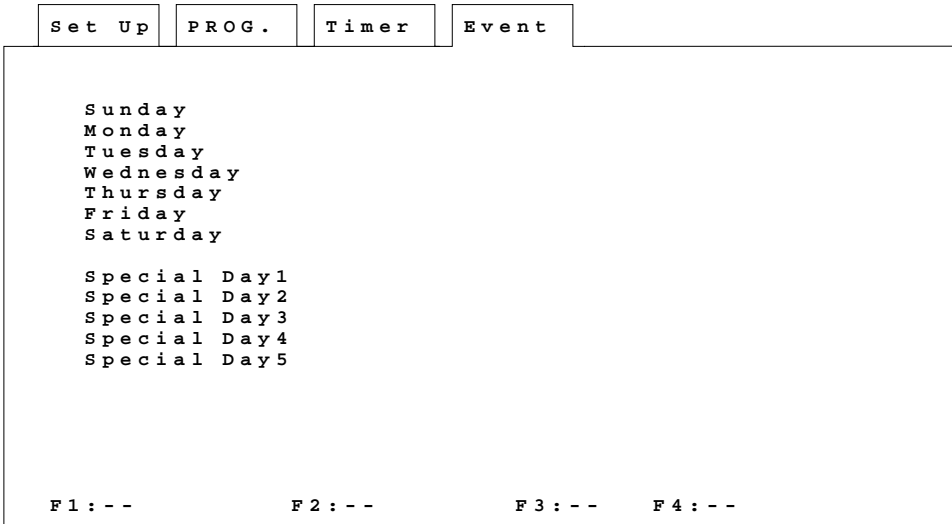 Set Up PROG. Timer Event
Sunday
Monday
Tuesday
Wednesday
Thursday
Friday
Saturday
Special Day1
Special Day2
Special Day3
Special Day4
Special Day5
F1:-- F2:-- F3:-- F4:--